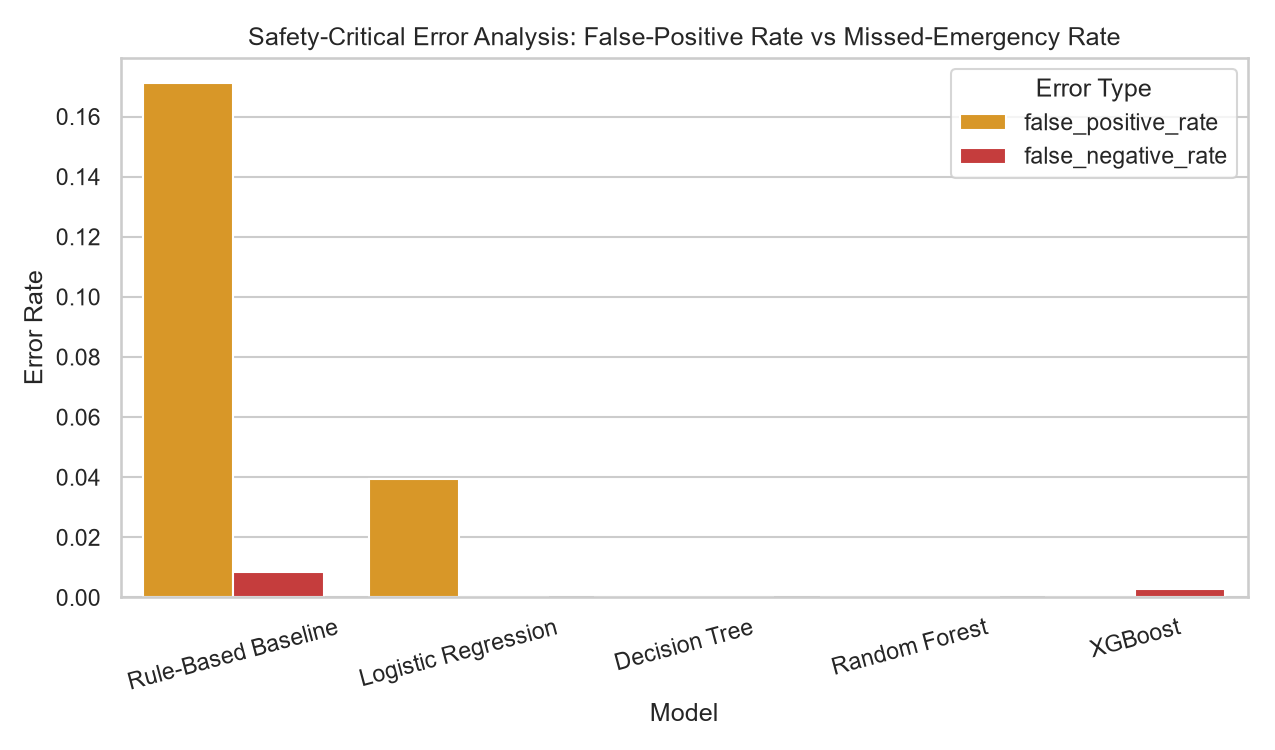 Safety-Critical Error Analysis: False-Positive Rate vs Missed-Emergency Rate
Error Type
false_positive_rate
false_negative_rate
Error Rate
0.16
0.14
0.12
0.10
0.08
0.06
0.04
0.02
0.00
Rule-Based Baseline
Logistic Regression
Decision Tree
Random Forest
XGBoost
Model